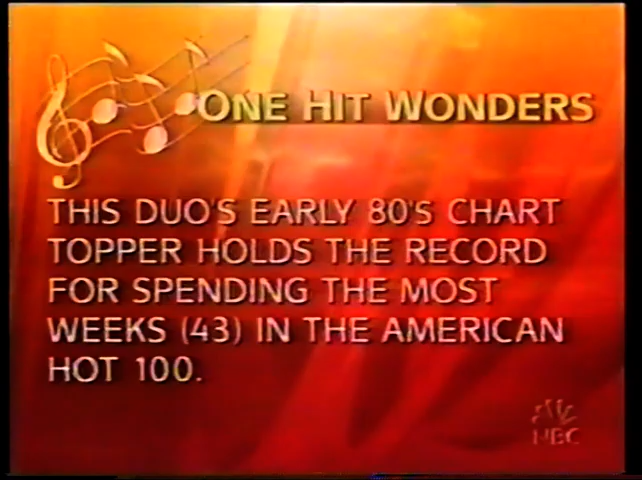 ONE HIT WONDERS
THIS DUO'S EARLY 80'S CHART
TOPPER HOLDS THE RECORD
FOR SPENDING THE MOST
WEEKS (43) IN THE AMERICAN
HOT 100.
NBC